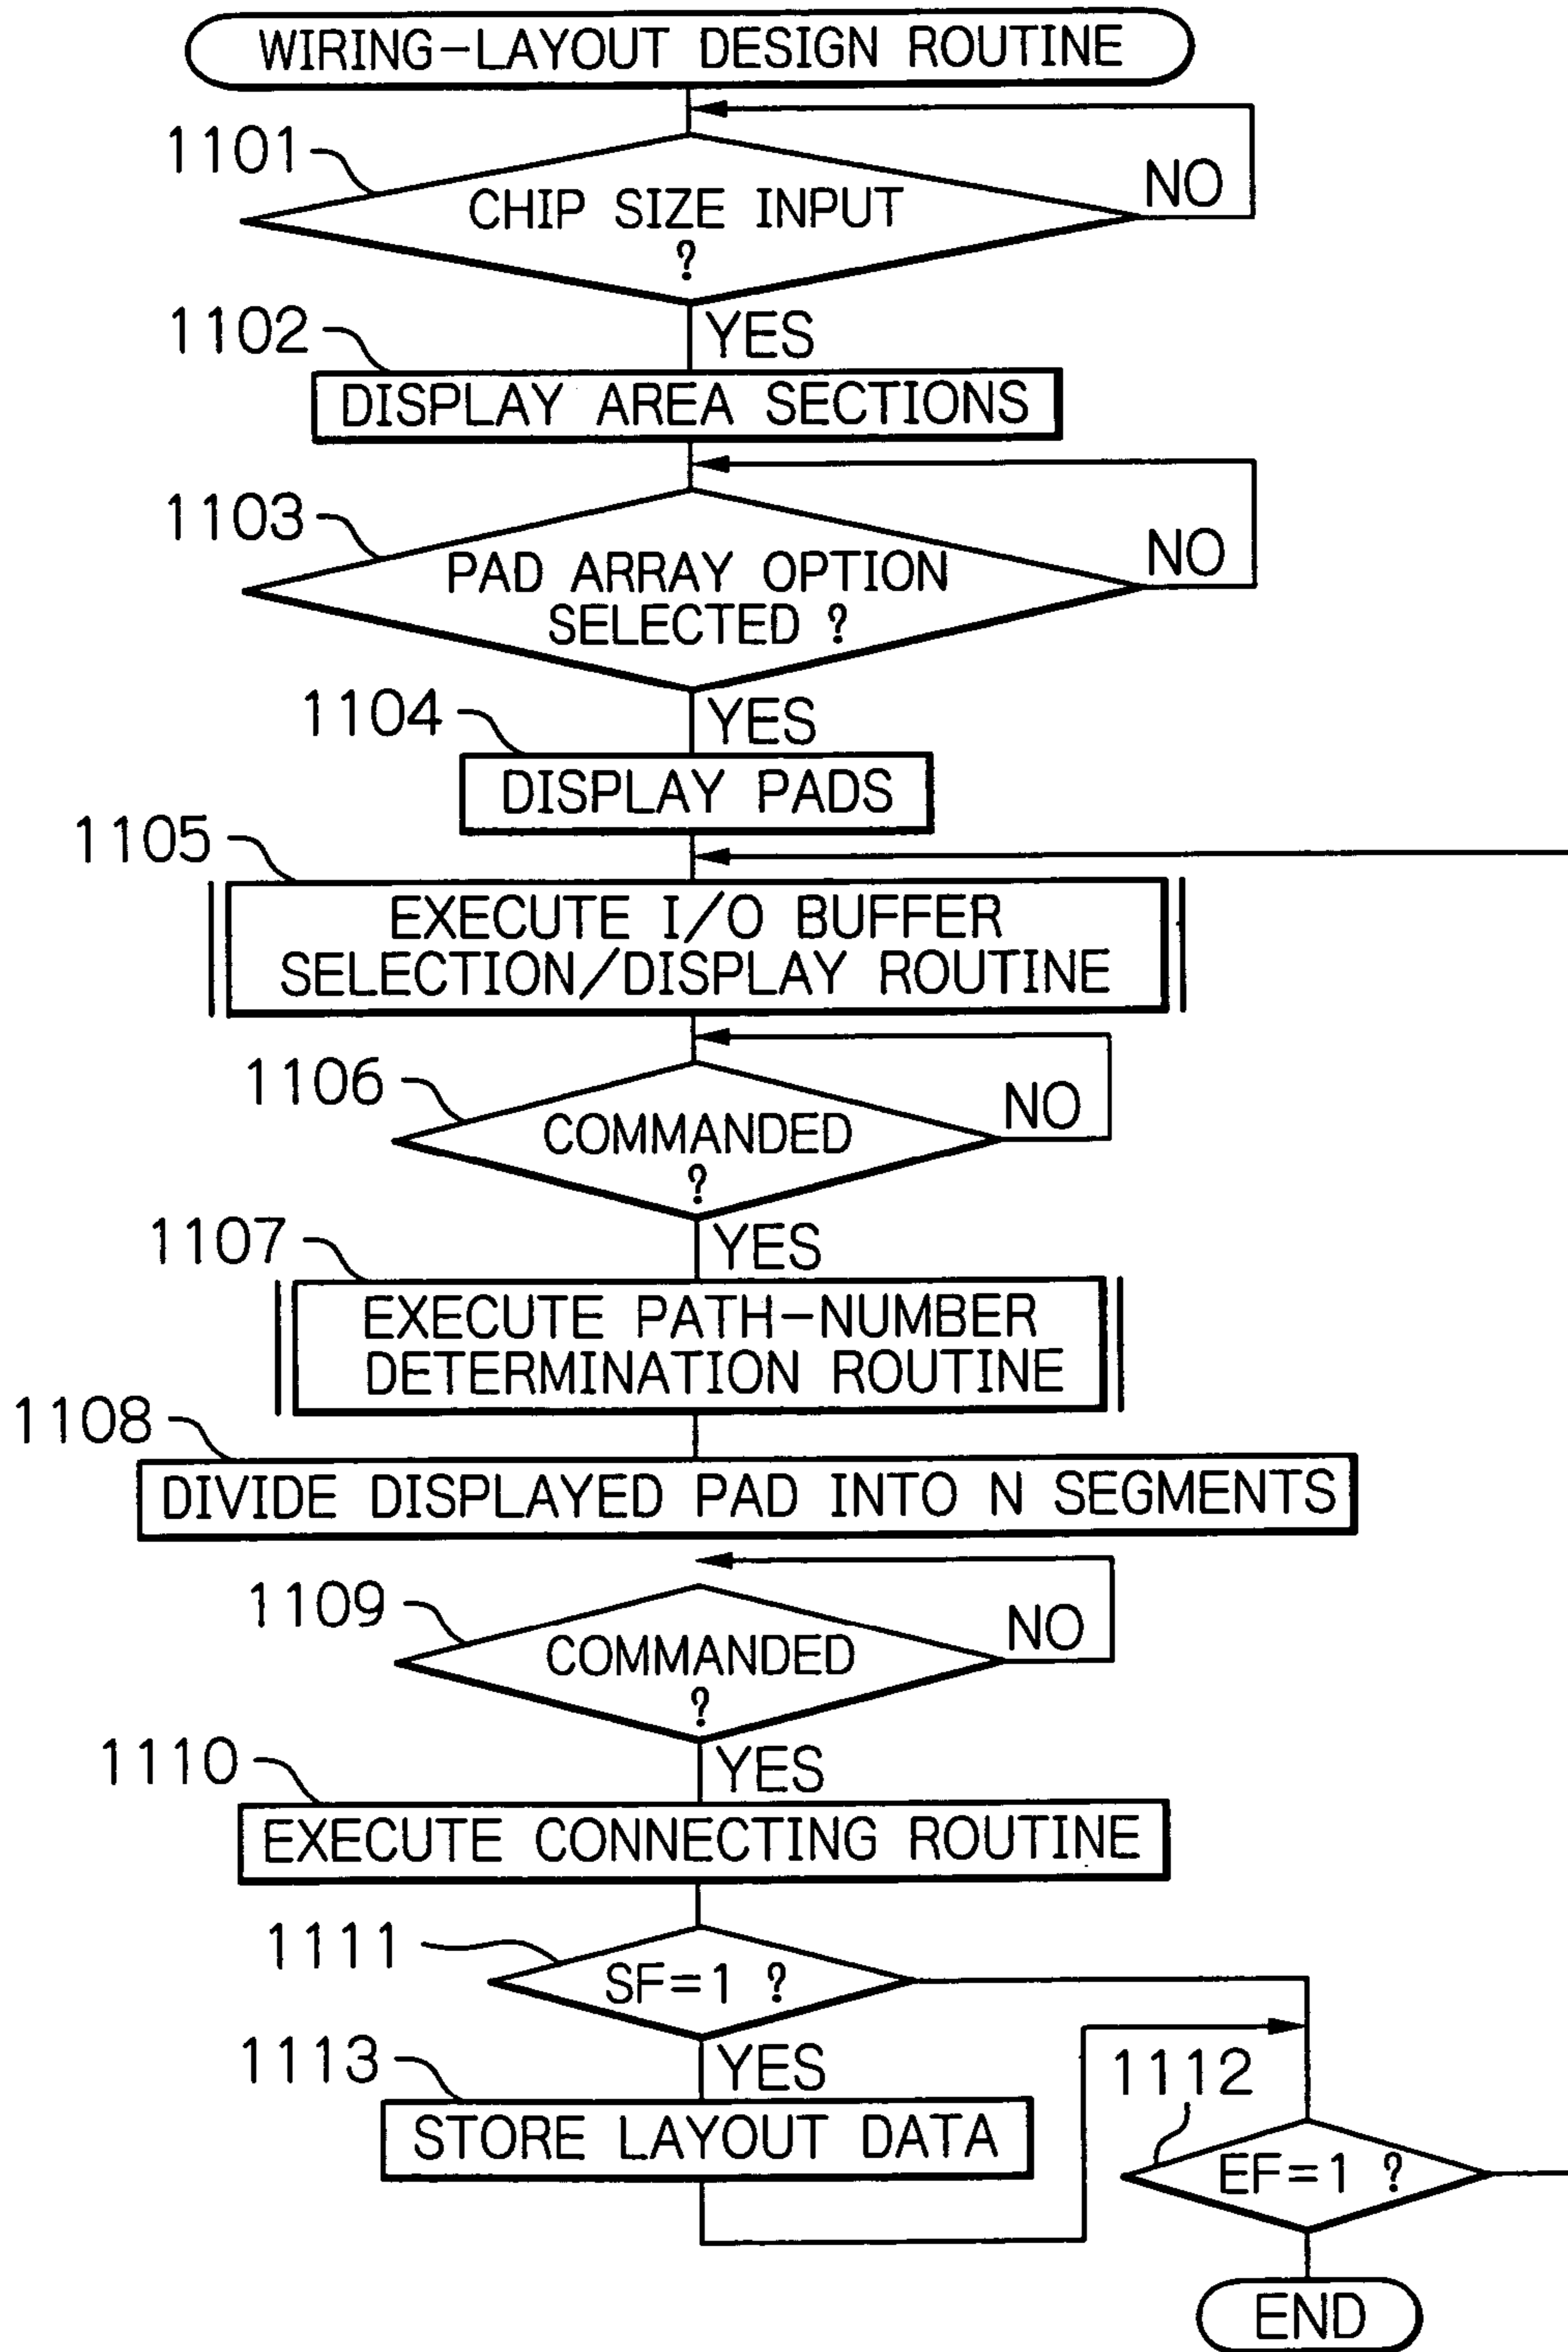 WIRING-LAYOUT DESIGN ROUTINE
1101
CHIP SIZE INPUT
?
NO
YES
1102
DISPLAY AREA SECTIONS
1103
PAD ARRAY OPTION
SELECTED ?
NO
YES
1104
DISPLAY PADS
1105
EXECUTE I/O BUFFER
SELECTION/DISPLAY ROUTINE
1106
COMMANDED
?
NO
YES
1107
EXECUTE PATH-NUMBER
DETERMINATION ROUTINE
1108
DIVIDE DISPLAYED PAD INTO N SEGMENTS
1109
COMMANDED
?
NO
YES
1110
EXECUTE CONNECTING ROUTINE
1111
SF=1 ?
YES
1113
STORE LAYOUT DATA
1112
EF=1 ?
END